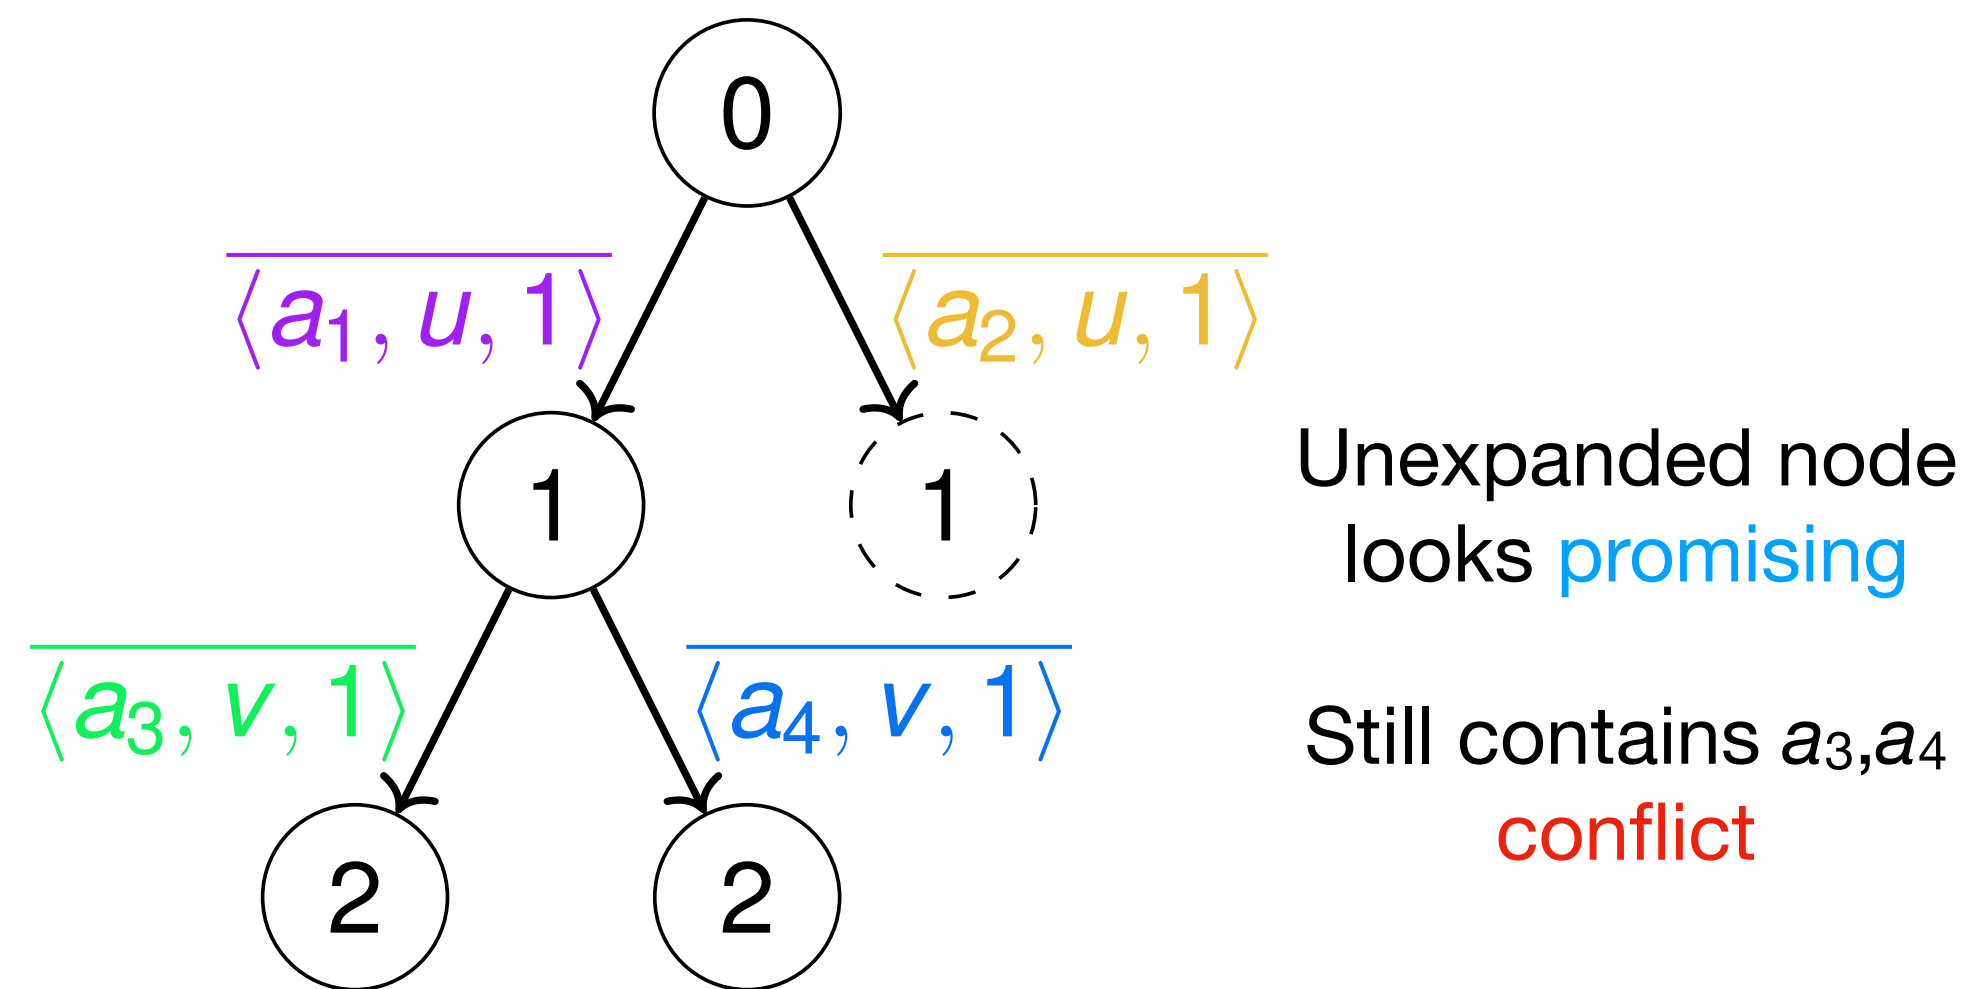 0
⟨a₁, u, 1⟩
⟨a₂, u, 1⟩
1
1
Unexpanded node
looks promising
⟨a₃, v, 1⟩
⟨a₄, v, 1⟩
Still contains a₃,a₄
conflict
2
2